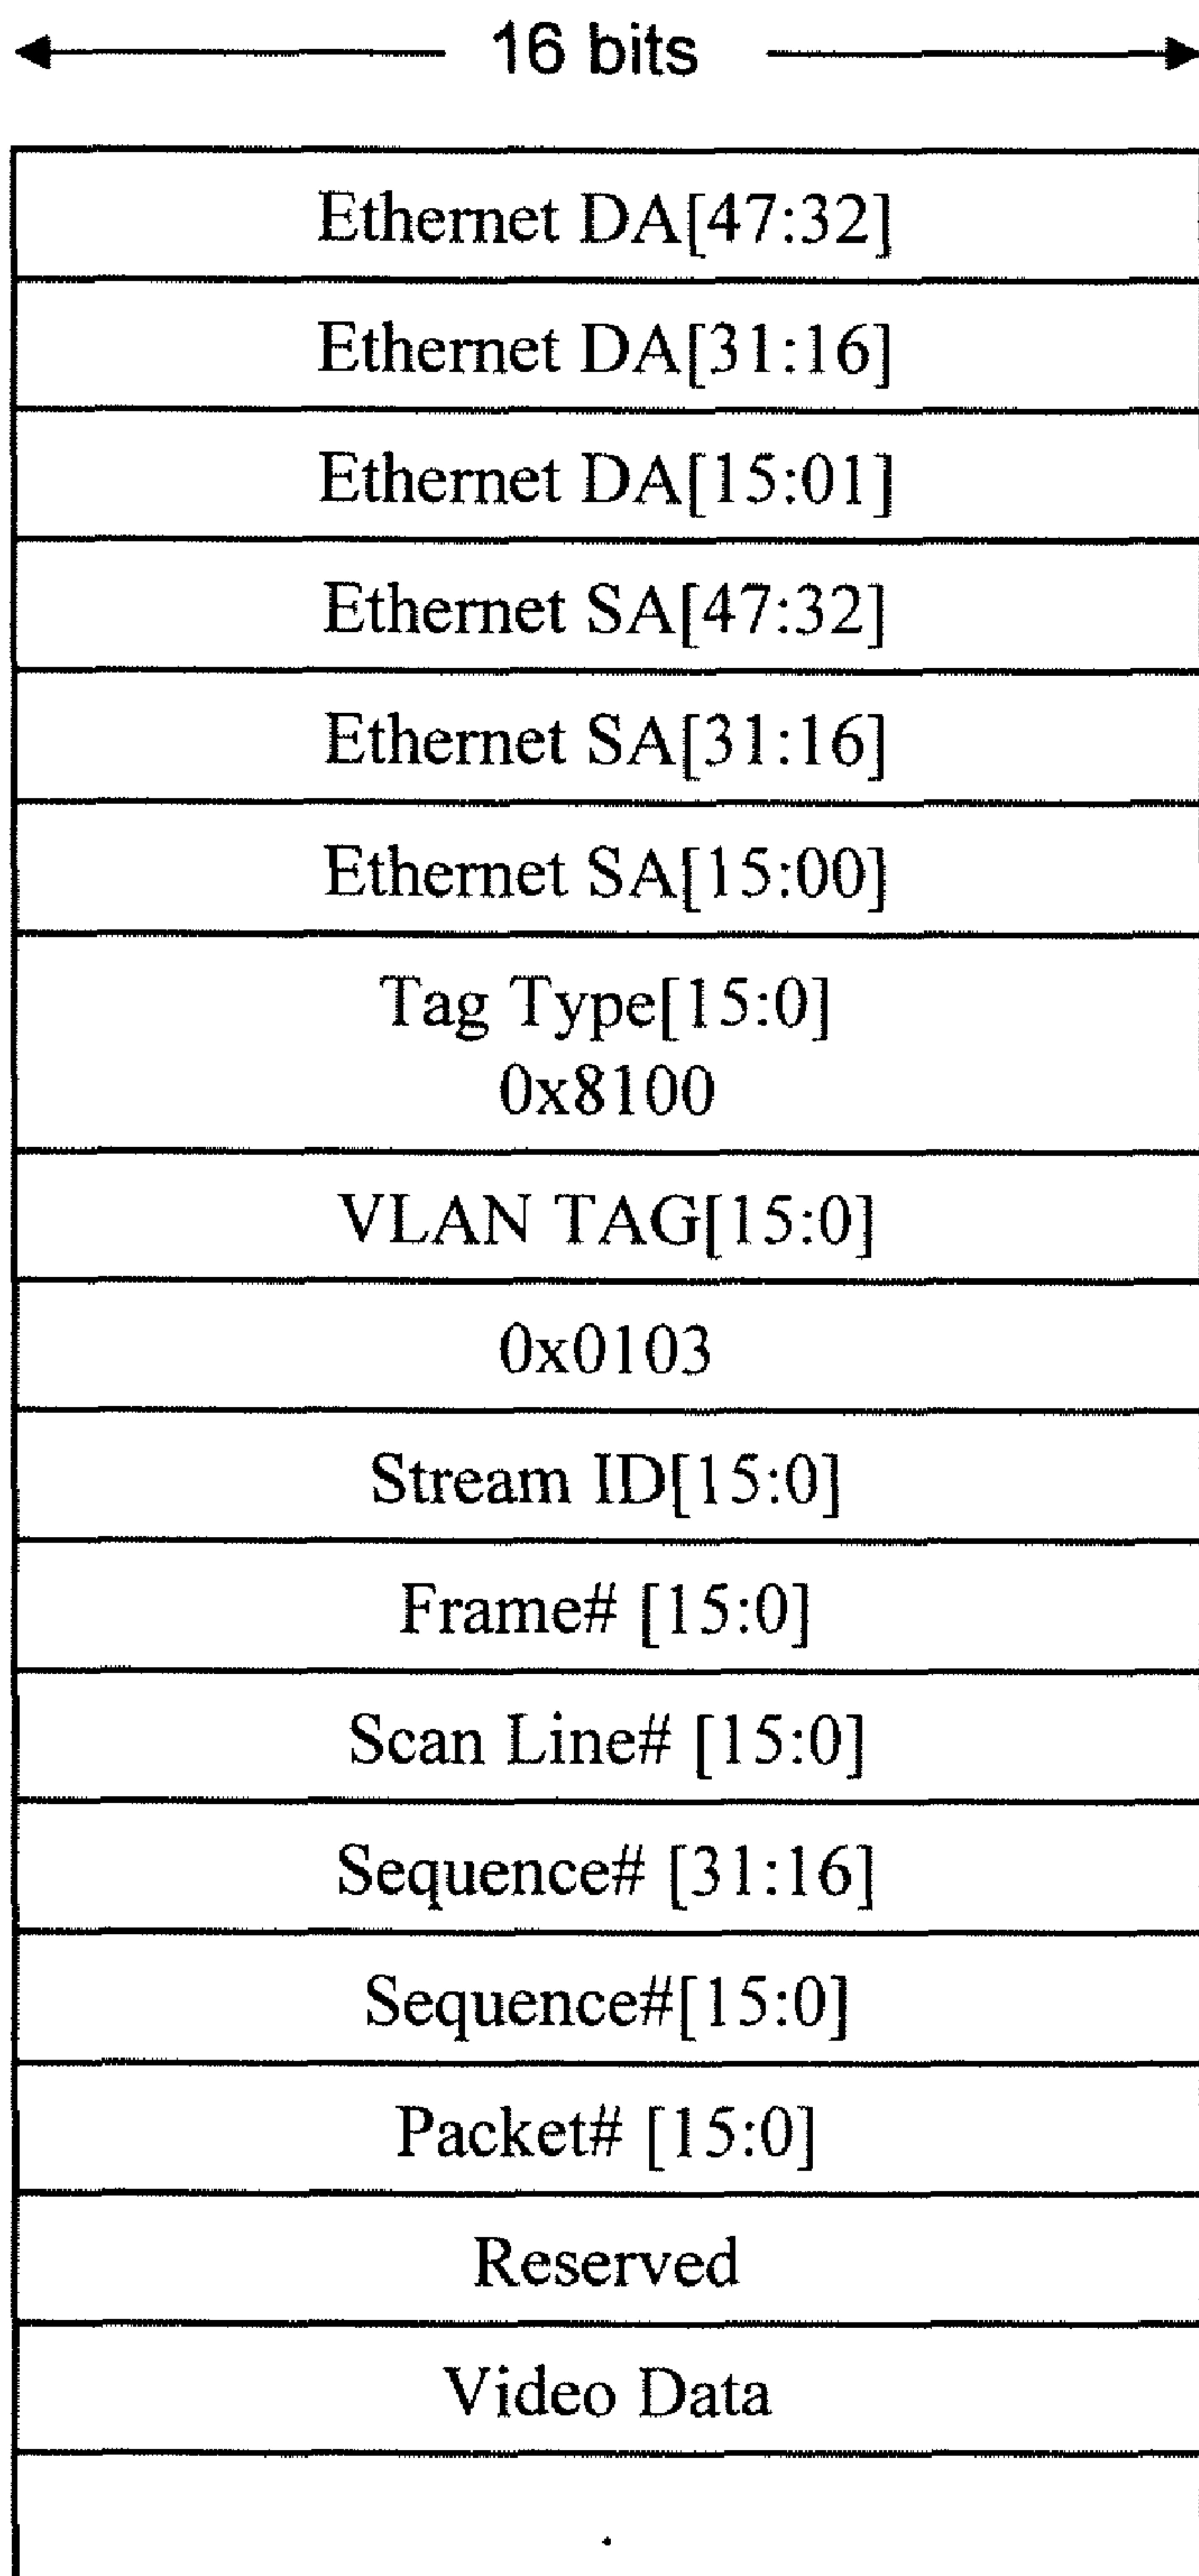 16 bits
Ethernet DA[47:32]
Ethernet DA[31:16]
Ethernet DA[15:01]
Ethernet SA[47:32]
Ethernet SA[31:16]
Ethernet SA[15:00]
Tag Type[15:0]
0x8100
VLAN TAG[15:0]
0x0103
Stream ID[15:0]
Frame# [15:0]
Scan Line# [15:0]
Sequence# [31:16]
Sequence#[15:0]
Packet# [15:0]
Reserved
Video Data
.